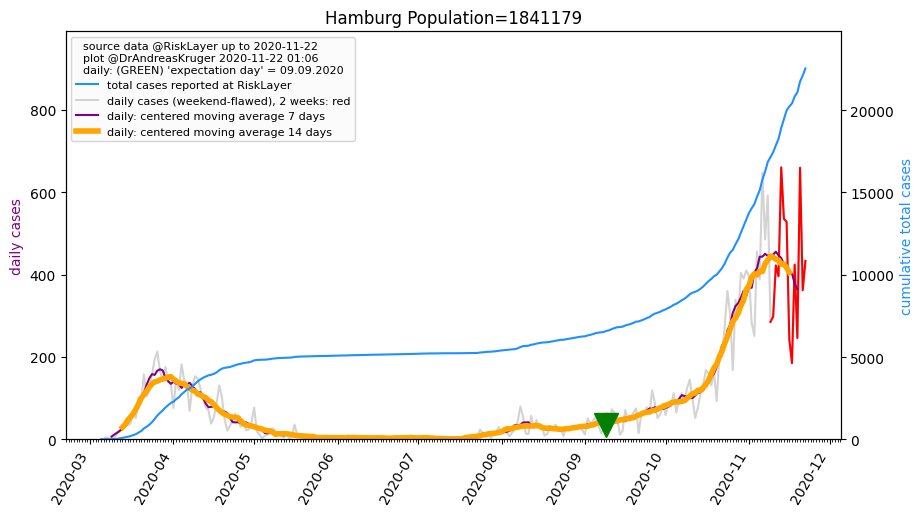 Hamburg Population=1841179
source data @RiskLayer up to 2020-11-22
plot @DrAndreasKruger 2020-11-22 01:06
daily: (GREEN) 'expectation day' = 09.09.2020
total cases reported at RiskLayer
daily cases (weekend-flawed), 2 weeks: red
daily: centered moving average 7 days
daily: centered moving average 14 days
daily cases
800
600
400
200
0
cumulative total cases
20000
15000
10000
5000
0
2020-03
2020-04
2020-05
2020-06
2020-07
2020-08
2020-09
2020-10
2020-11
2020-12